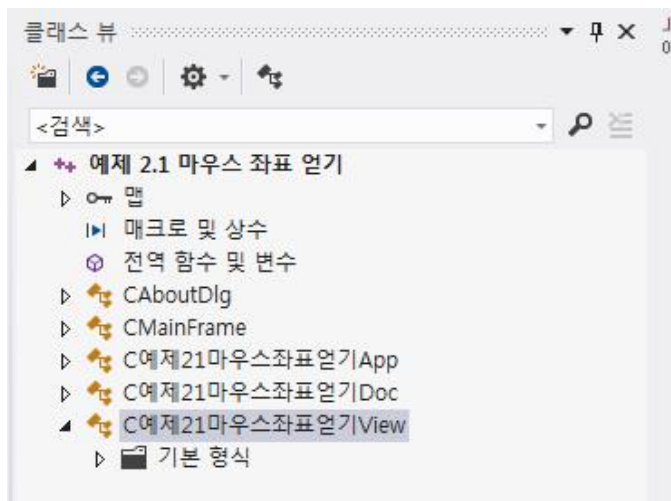 클래스 뷰
<검색>
예제 2.1 마우스 좌표 얻기
맵
매크로 및 상수
전역 함수 및 변수
CAboutDlg
CMainFrame
C예제21마우스좌표얻기App
C예제21마우스좌표얻기Doc
C예제21마우스좌표얻기View
기본 형식